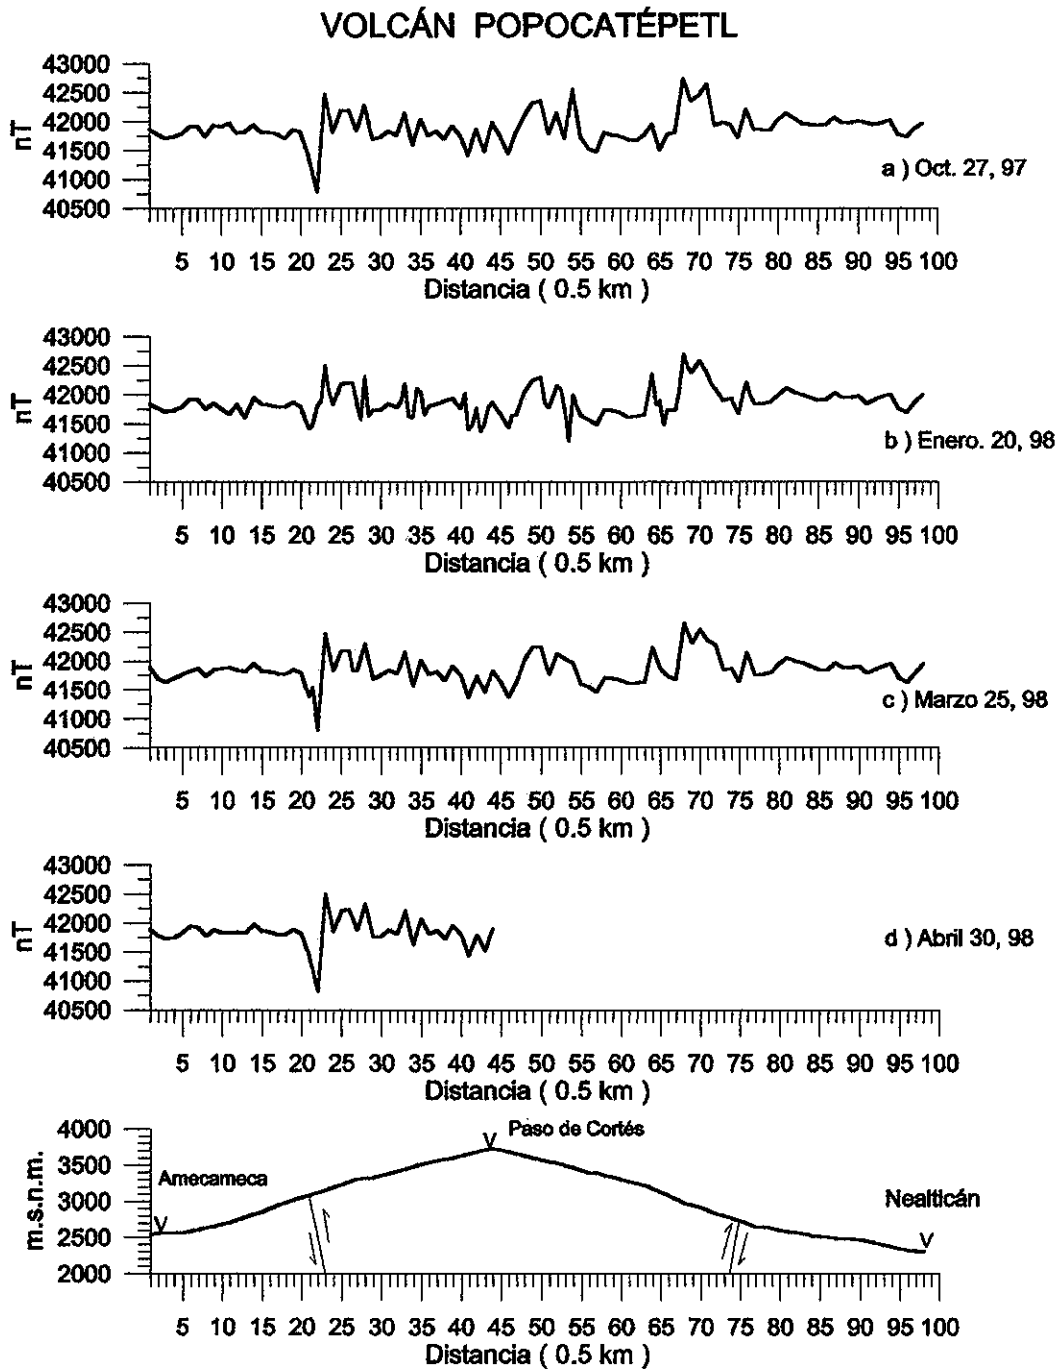 VOLCÁN POPOCATÉPETL
43000
42500
42000
41500
41000
40500
nT
a ) Oct. 27, 97
5 10 15 20 25 30 35 40 45 50 55 60 65 70 75 80 85 90 95 100
Distancia ( 0.5 km )
43000
42500
42000
41500
41000
40500
nT
b ) Enero. 20, 98
5 10 15 20 25 30 35 40 45 50 55 60 65 70 75 80 85 90 95 100
Distancia ( 0.5 km )
43000
42500
42000
41500
41000
40500
nT
c ) Marzo 25, 98
5 10 15 20 25 30 35 40 45 50 55 60 65 70 75 80 85 90 95 100
Distancia ( 0.5 km )
43000
42500
42000
41500
41000
40500
nT
d ) Abril 30, 98
5 10 15 20 25 30 35 40 45 50 55 60 65 70 75 80 85 90 95 100
Distancia ( 0.5 km )
4000
3500
3000
2500
2000
m.s.n.m.
Paso de Cortés
V
Amecameca
V
Nealticán
V
5 10 15 20 25 30 35 40 45 50 55 60 65 70 75 80 85 90 95 100
Distancia ( 0.5 km )